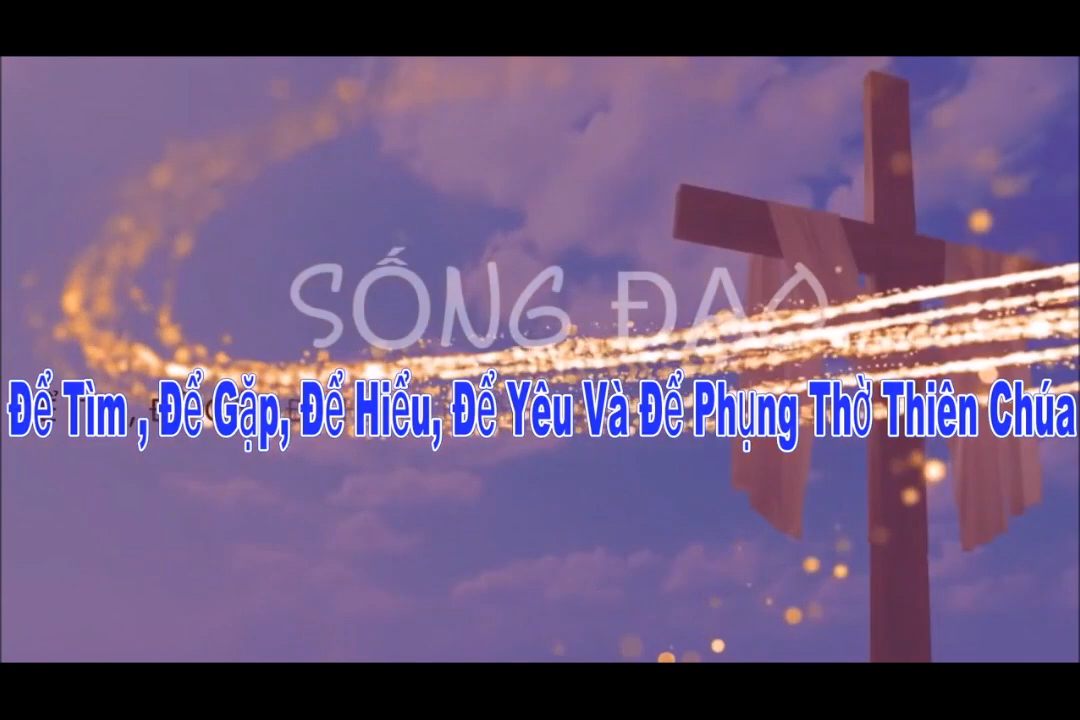 SỐNG ĐẠO
Để Tìm , Để Gặp, Để Hiểu, Để Yêu Và Để Phụng Thờ Thiên Chúa